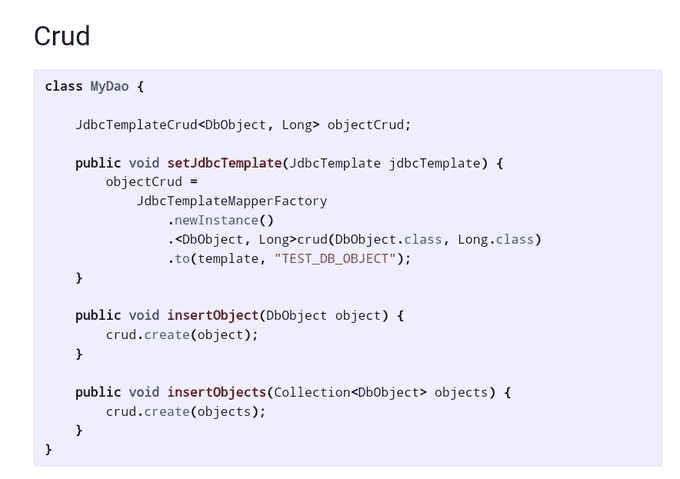 Crud
class MyDao {
JdbcTemplateCrud<DbObject, Long> objectCrud;
public void setJdbcTemplate(JdbcTemplate jdbcTemplate) {
objectCrud =
JdbcTemplateMapperFactory
.newInstance()
.<DbObject, Long>crud(DbObject.class, Long.class)
.to(template, "TEST_DB_OBJECT");
}
public void insertObject(DbObject object) {
crud.create(object);
}
public void insertObjects(Collection<DbObject> objects) {
crud.create(objects);
}
}